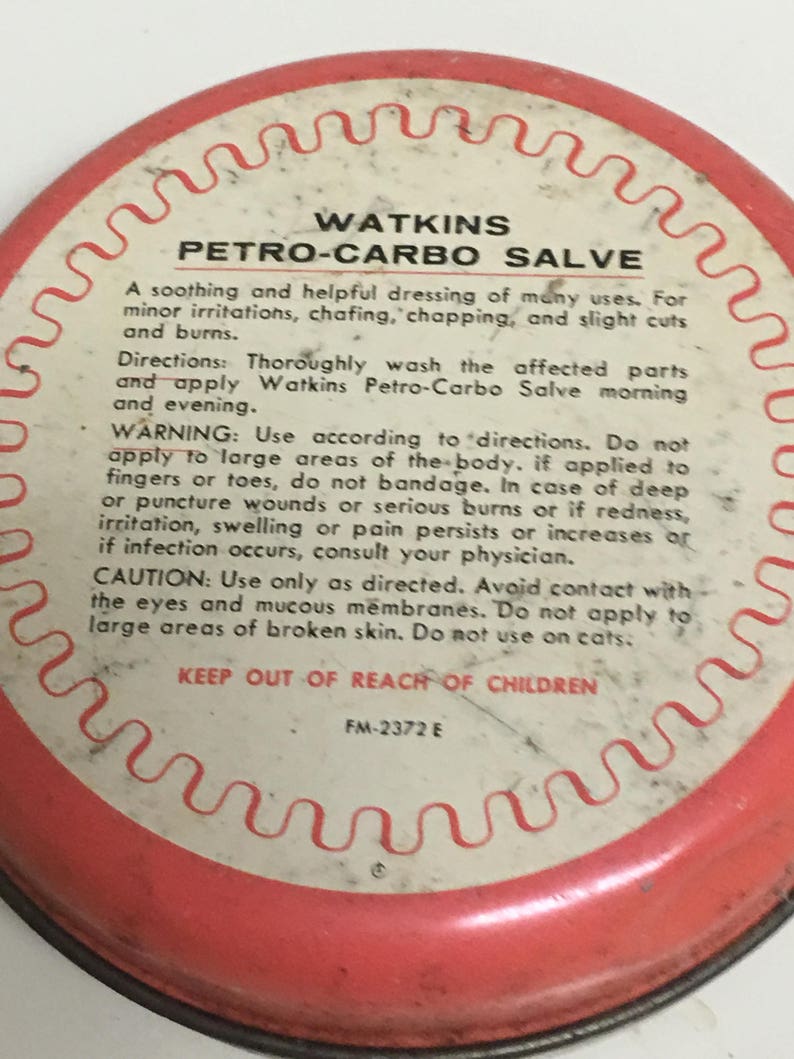 WATKINS
PETRO-CARBO SALVE
A soothing and helpful dressing of many uses. For
minor irritations, chafing, chapping, and slight cuts
and burns.
Directions: Thoroughly wash the affected parts
and apply Watkins Petro-Carbo Salve morning
and evening.
WARNING: Use according to directions. Do not
apply to large areas of the body. if applied to
fingers or toes, do not bandage. In case of deep
or puncture wounds or serious burns or if redness,
irritation, swelling or pain persists or increases or
if infection occurs, consult your physician.
CAUTION: Use only as directed. Avoid contact with
the eyes and mucous membranes. Do not apply to
large areas of broken skin. Do not use on cats.
KEEP OUT OF REACH OF CHILDREN
FM-2372 E